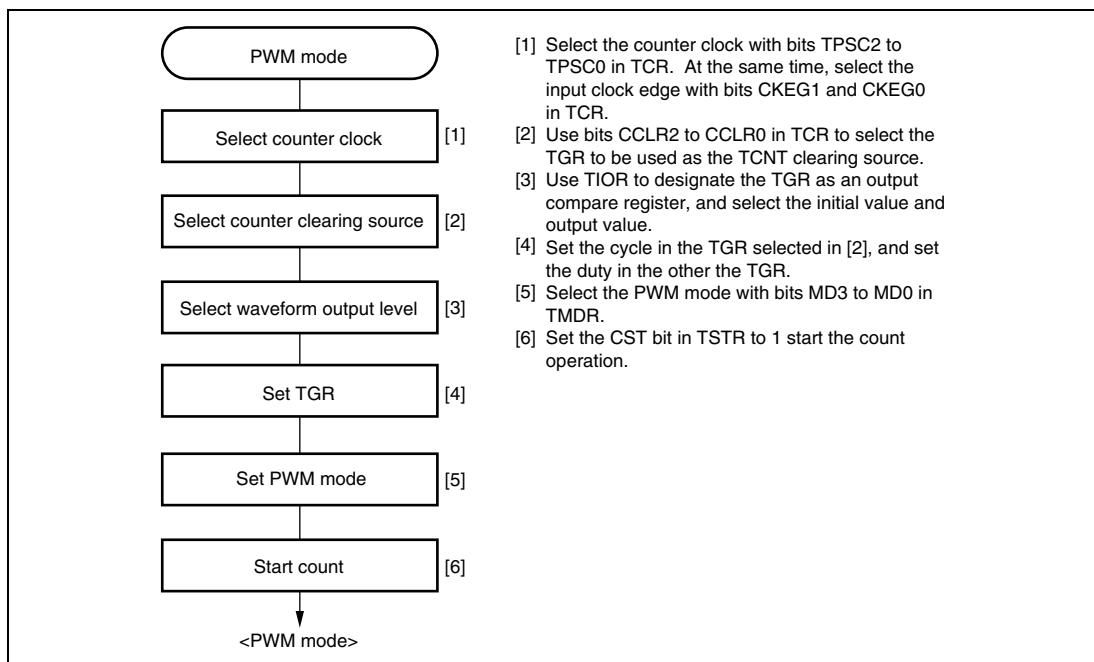 PWM mode
Select counter clock [1]
Select counter clearing source [2]
Select waveform output level [3]
Set TGR [4]
Set PWM mode [5]
Start count [6]
<PWM mode>
[1] Select the counter clock with bits TPSC2 to
TPSC0 in TCR. At the same time, select the
input clock edge with bits CKEG1 and CKEG0
in TCR.
[2] Use bits CCLR2 to CCLR0 in TCR to select the
TGR to be used as the TCNT clearing source.
[3] Use TIOR to designate the TGR as an output
compare register, and select the initial value and
output value.
[4] Set the cycle in the TGR selected in [2], and set
the duty in the other the TGR.
[5] Select the PWM mode with bits MD3 to MD0 in
TMDR.
[6] Set the CST bit in TSTR to 1 start the count
operation.